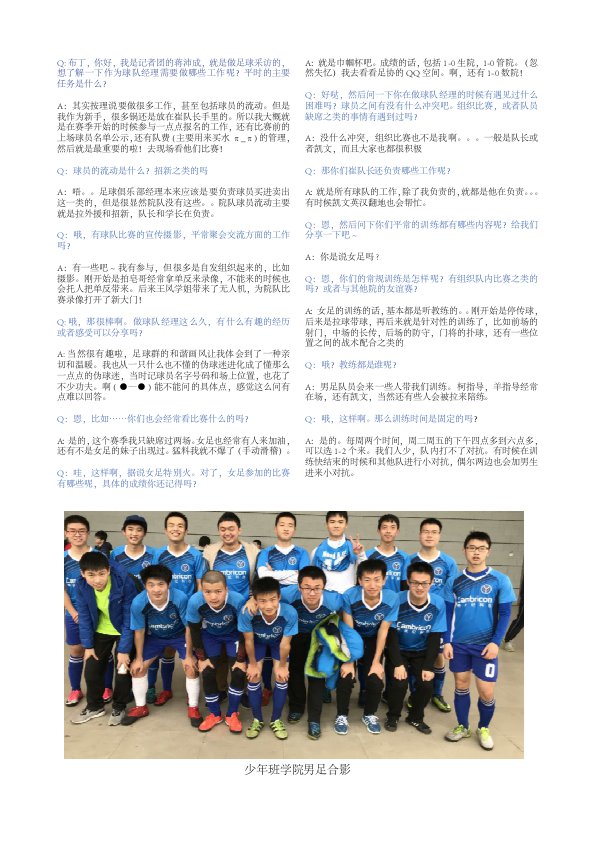 Q: 布丁，你好，我是记者团的蒋沛成，就是做足球采访的，
想了解一下作为球队经理需要做哪些工作呢？平时的主要
任务是什么？
A：其实按理说要做很多工作，甚至包括球员的流动。但是
我作为新手，很多锅还是放在崔队长手里的。所以我大概就
是在赛季开始的时候参与一点点报名的工作，还有比赛前的
上场球员名单公示，还有队费(主要用来买水 π_π)的管理，
然后就是最重要的啦！去现场看他们比赛！
Q：球员的流动是什么？招新之类的吗
A：唔。。足球俱乐部经理本来应该是要负责球员买进卖出
这一类的，但是很显然院队没有这些。。院队球员流动主要
就是拉外援和招新，队长和学长在负责。
Q：哦，有球队比赛的宣传摄影，平常聚会交流方面的工作
吗？
A：有一些吧～我有参与，但很多是自发组织起来的，比如
摄影。刚开始是拍皂哥经常拿单反来录像，不能来的时候也
会托人把单反带来。后来王风学姐带来了无人机，为院队比
赛录像打开了新大门！
Q: 哦，那很棒啊。做球队经理这么久，有什么有趣的经历
或者感受可以分享吗？
A: 当然很有趣啦，足球群的和谐画风让我体会到了一种亲
切和温暖。我也从一只什么也不懂的伪球迷进化成了懂那么
一点点的伪球迷，当时记球员名字号码和场上位置，也花了
不少功夫。啊 ( ●—● ) 能不能问的具体点，感觉这么问有
点难以回答。
Q：恩，比如……你们也会经常看比赛什么的吗？
A: 是的，这个赛季我只缺席过两场。女足也经常有人来加油，
还有不是女足的妹子出现过。猛料我就不爆了 (手动滑稽) 。
Q：哇，这样啊，据说女足特别火。对了，女足参加的比赛
有哪些呢，具体的成绩你还记得吗？
A：就是巾帼杯吧。成绩的话，包括 1-0 生院，1-0 管院。（忽
然失忆）我去看看足协的 QQ 空间。啊，还有 1-0 数院！
Q：好哒，然后问一下你在做球队经理的时候有遇见过什么
困难吗？球员之间有没有什么冲突吧。组织比赛，或者队员
缺席之类的事情有遇到过吗？
A：没什么冲突，组织比赛也不是我啊。。。一般是队长或
者凯文，而且大家也都很积极
Q：那你们崔队长还负责哪些工作呢？
A: 就是所有球队的工作，除了我负责的，就都是他在负责。。。
有时候凯文英汉翻地也会帮忙。
Q：恩，然后问下你们平常的训练都有哪些内容呢？给我们
分享一下吧～
A：你是说女足吗？
Q：恩，你们的常规训练是怎样呢？有组织队内比赛之类的
吗？或者与其他院的友谊赛？
A: 女足的训练的话，基本都是听教练的。。刚开始是停传球，
后来是拉球带球，再后来就是针对性的训练了，比如前场的
射门，中场的长传，后场的防守，门将的扑球，还有一些位
置之间的战术配合之类的
Q：哦？教练都是谁呢？
A：男足队员会来一些人带我们训练。柯指导，羊指导经常
在场，还有凯文，当然还有些人会被拉来陪练。
Q：哦，这样啊。那么训练时间是固定的吗？
A：是的。每周两个时间，周二周五的下午四点多到六点多，
可以选 1-2 个来。我们人少，队内打不了对抗。有时候在训
练快结束的时候和其他队进行小对抗，偶尔两边也会加男生
进来小对抗。
Cambricon
Cambricon
Cambricon
Cambricon
0
少年班学院男足合影